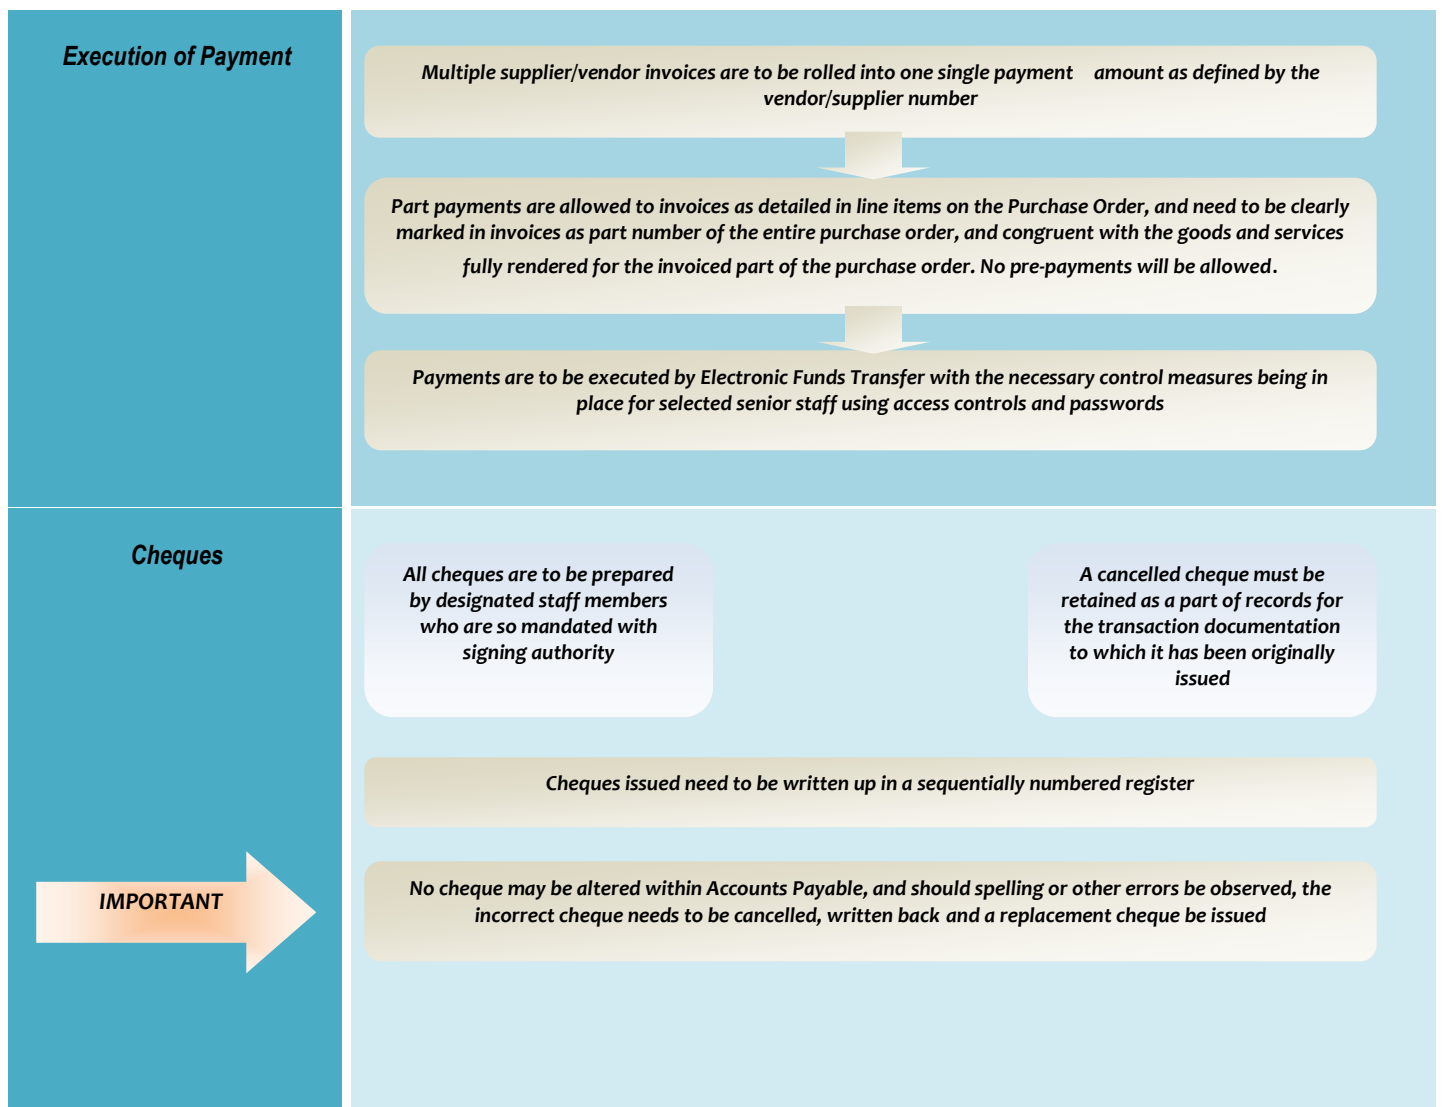 Execution of Payment
Multiple supplier/vendor invoices are to be rolled into one single payment amount as defined by the
vendor/supplier number
Part payments are allowed to invoices as detailed in line items on the Purchase Order, and need to be clearly
marked in invoices as part number of the entire purchase order, and congruent with the goods and services
fully rendered for the invoiced part of the purchase order. No pre-payments will be allowed.
Payments are to be executed by Electronic Funds Transfer with the necessary control measures being in
place for selected senior staff using access controls and passwords
Cheques
All cheques are to be prepared
by designated staff members
who are so mandated with
signing authority
A cancelled cheque must be
retained as a part of records for
the transaction documentation
to which it has been originally
issued
Cheques issued need to be written up in a sequentially numbered register
IMPORTANT
No cheque may be altered within Accounts Payable, and should spelling or other errors be observed, the
incorrect cheque needs to be cancelled, written back and a replacement cheque be issued